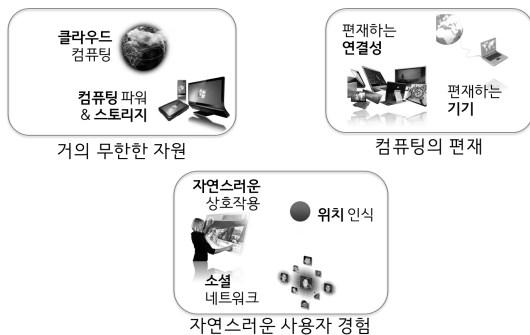 클라우드
컴퓨팅
컴퓨팅 파워
& 스토리지
거의 무한한 자원
편재하는
연결성
편재하는
기기
컴퓨팅의 편재
자연스러운
상호작용
위치 인식
소셜
네트워크
자연스러운 사용자 경험